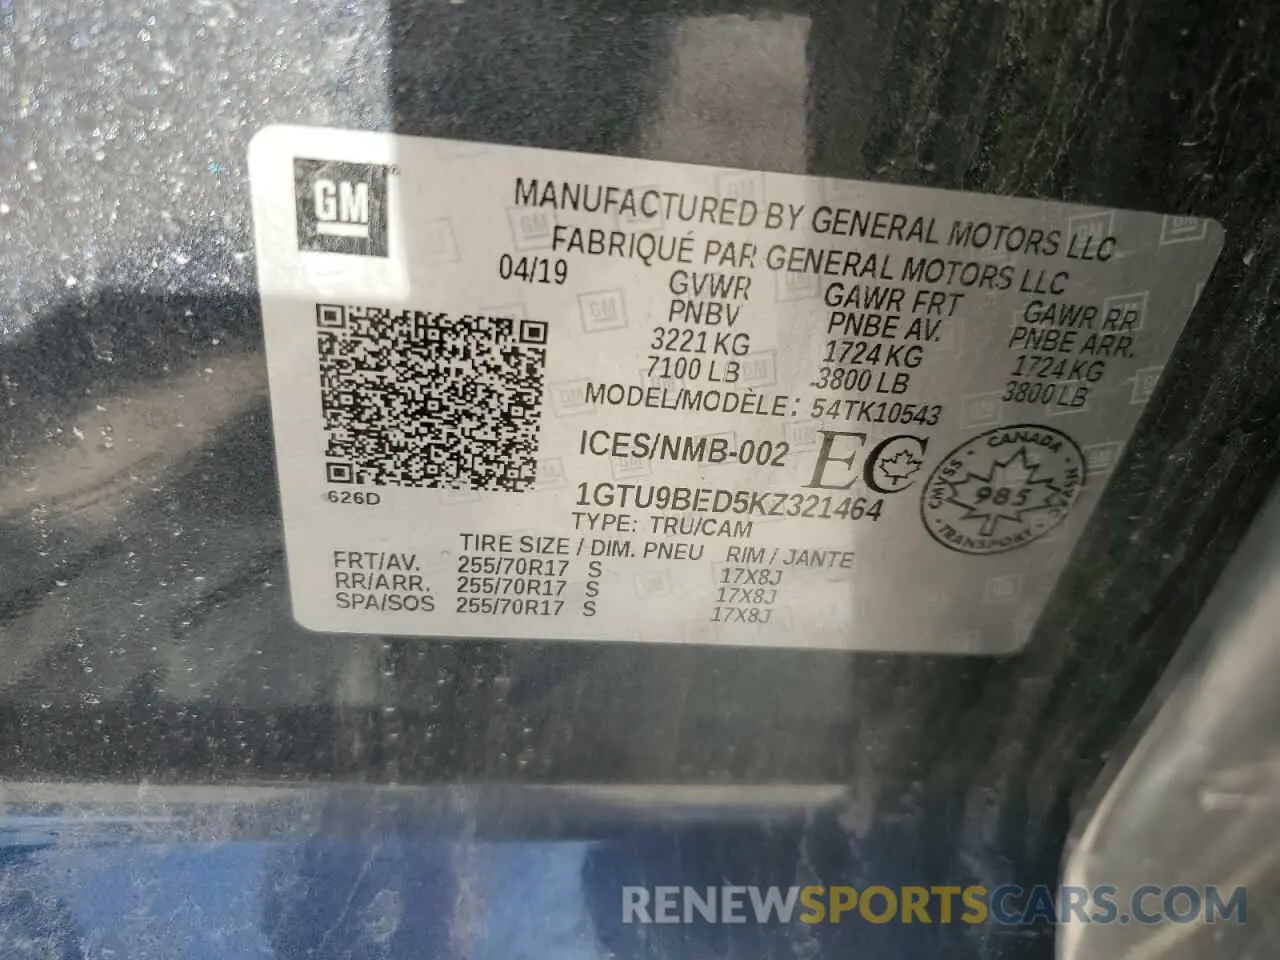 GM
MANUFACTURED BY GENERAL MOTORS LLC
FABRIQUÉ PAR GENERAL MOTORS LLC
04/19
GVWR GAWR FRT GAWR RR
PNBV PNBE AV. PNBE ARR.
3221 KG 1724 KG 1724 KG
7100 LB 3800 LB 3800 LB
MODEL/MODÈLE: 54TK10543
ICES/NMB-002 EC
CANADA
CMVSS 985 NSVAC
TRANSPORT
626D
1GTU9BED5KZ321464
TYPE: TRU/CAM
TIRE SIZE / DIM. PNEU RIM / JANTE
FRT/AV. 255/70R17 S 17X8J
RR/ARR. 255/70R17 S 17X8J
SPA/SOS 255/70R17 S 17X8J
RENEWSPORTSCARS.COM